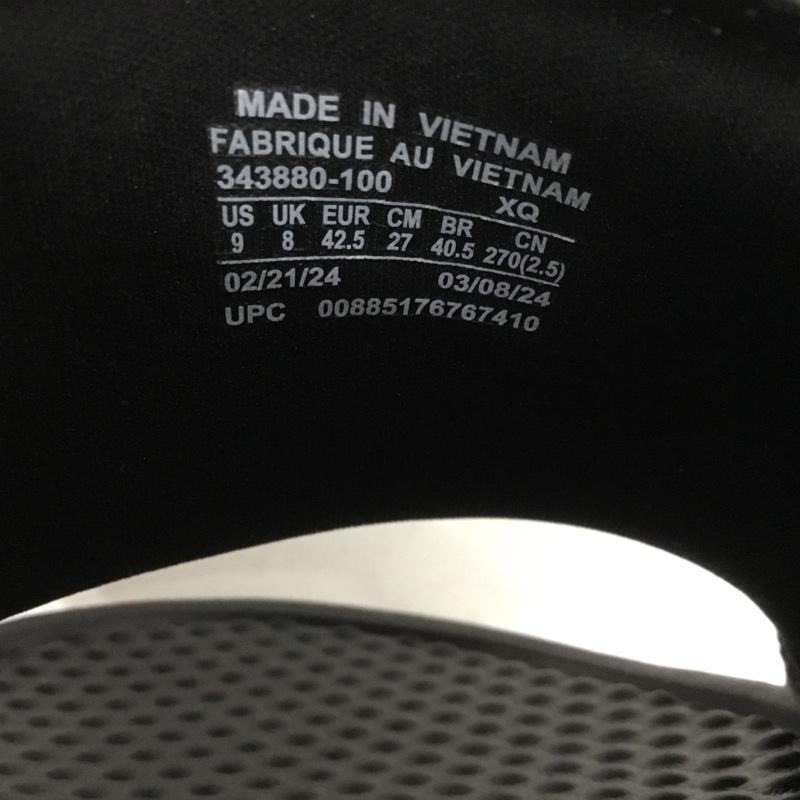 MADE IN VIETNAM
FABRIQUE AU VIETNAM
343880-100 XQ
US UK EUR CM BR CN
9 8 42.5 27 40.5 270(2.5)
02/21/24 03/08/24
UPC 00885176767410